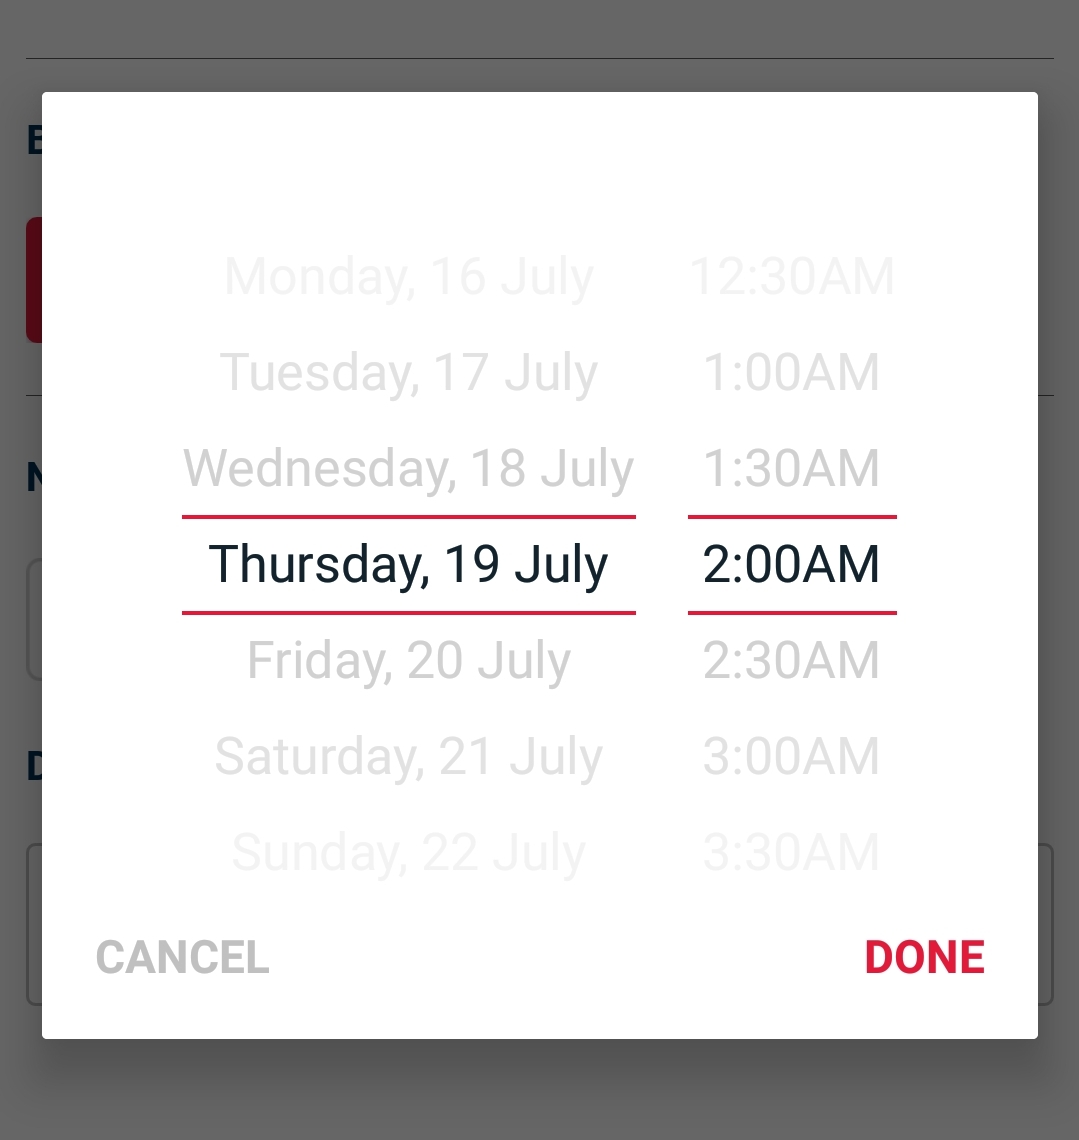 Monday, 16 July 12:30AM
Tuesday, 17 July 1:00AM
Wednesday, 18 July 1:30AM
Thursday, 19 July 2:00AM
Friday, 20 July 2:30AM
Saturday, 21 July 3:00AM
Sunday, 22 July 3:30AM
CANCEL DONE